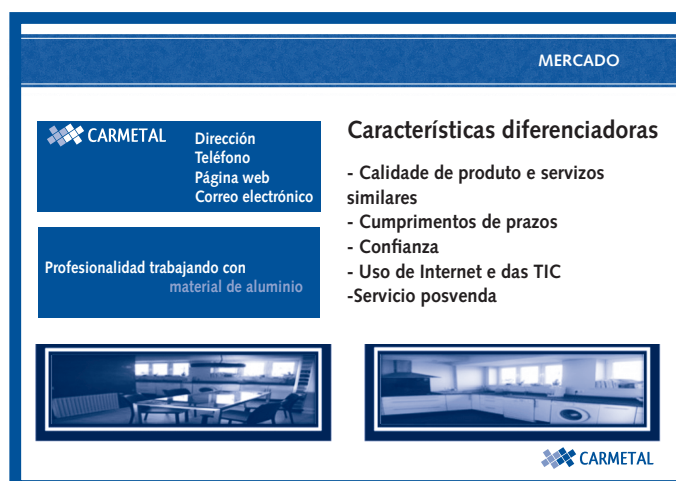 MERCADO
CARMETAL
Dirección
Teléfono
Página web
Correo electrónico
Profesionalidad trabajando con
material de aluminio
Características diferenciadoras
- Calidade de produto e servizos
similares
- Cumprimentos de prazos
- Confianza
- Uso de Internet e das TIC
-Servicio posvenda
CARMETAL